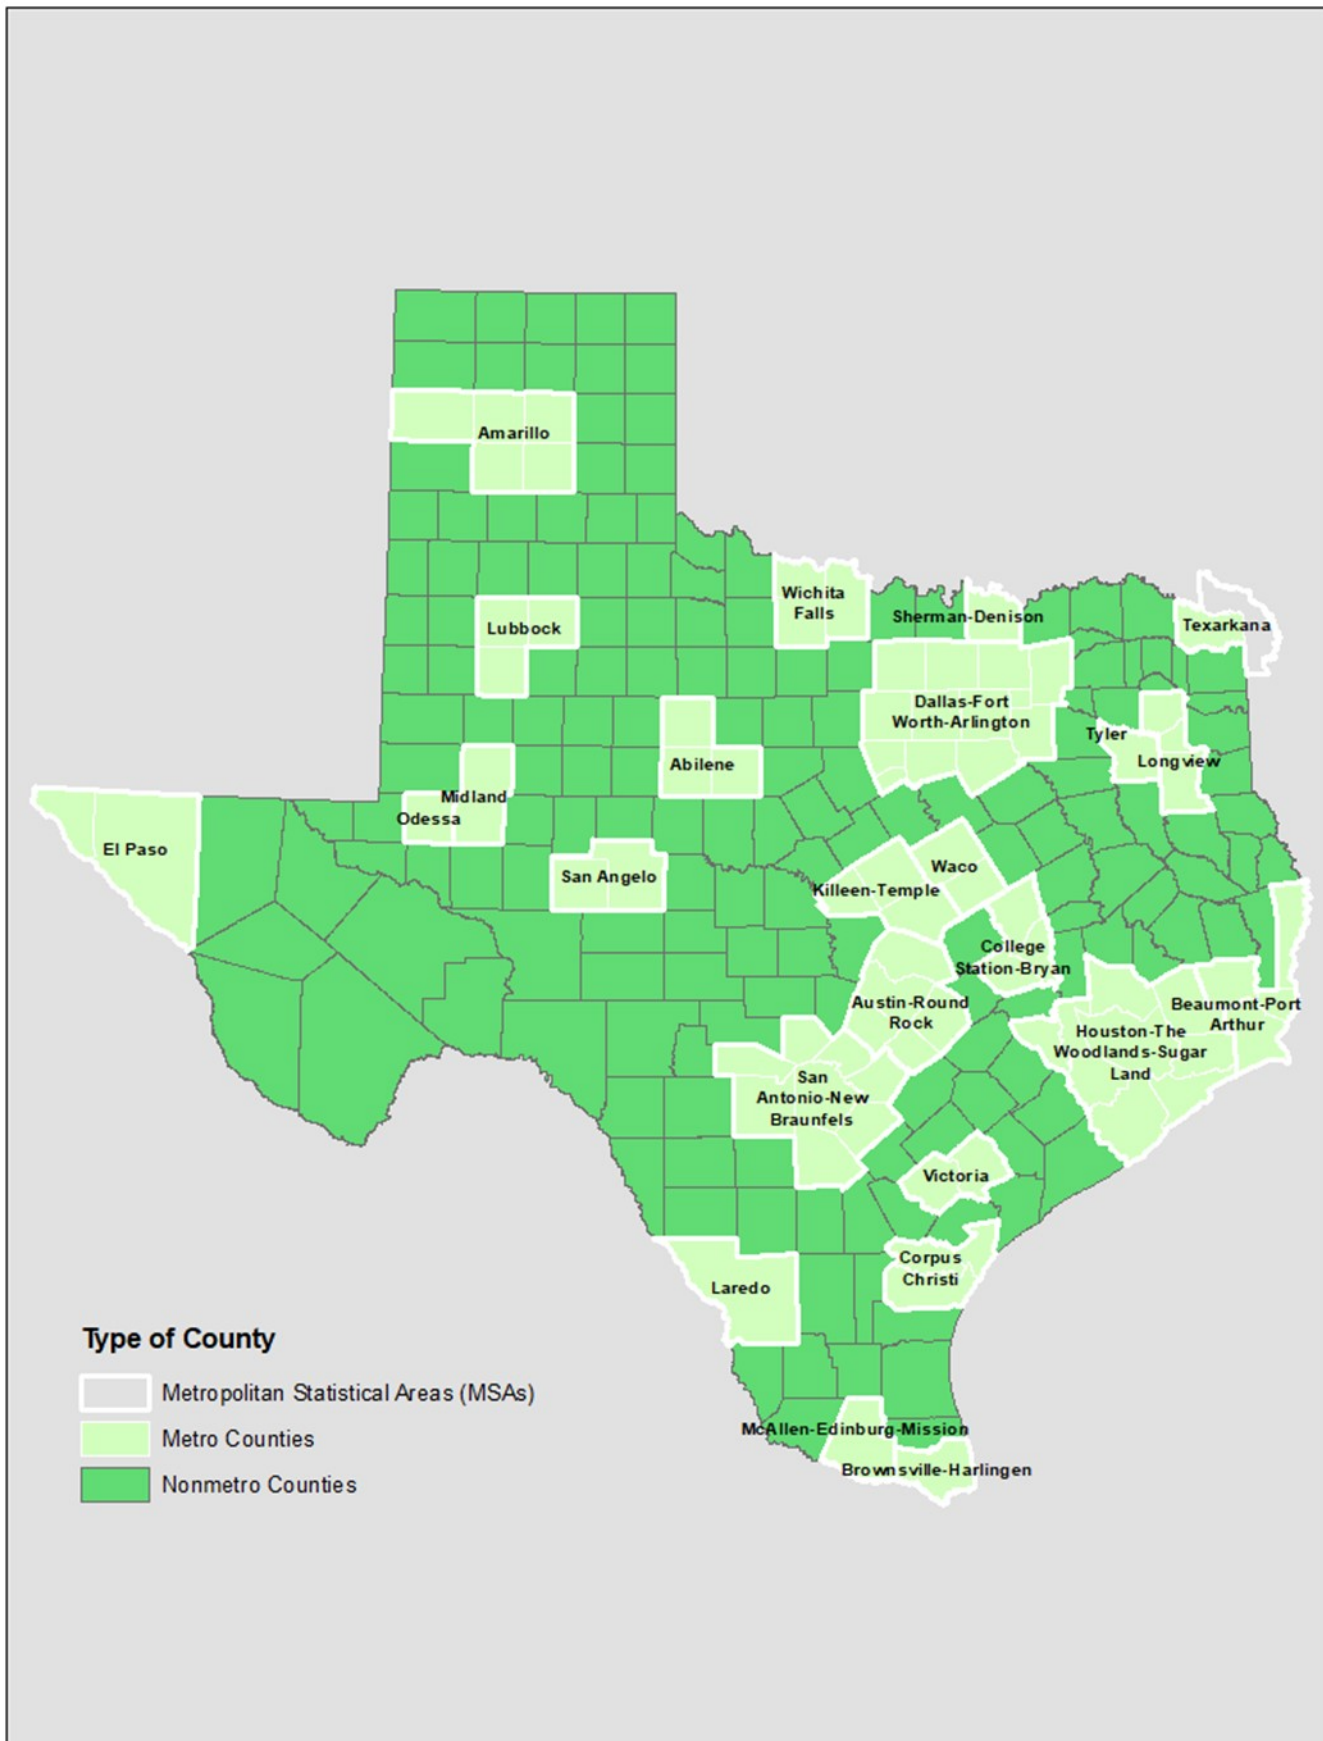 Amarillo
Wichita
Falls
Sherman-Denison
Texarkana
Lubbock
Dallas-Fort
Worth-Arlington
Tyler
Longview
Abilene
Midland
Odessa
El Paso
San Angelo
Waco
Killeen-Temple
College
Station-Bryan
Austin-Round
Rock
Beaumont-Port
Arthur
Houston-The
Woodlands-Sugar
Land
San
Antonio-New
Braunfels
Victoria
Corpus
Christi
Laredo
McAllen-Edinburg-Mission
Brownsville-Harlingen
Type of County
Metropolitan Statistical Areas (MSAs)
Metro Counties
Nonmetro Counties